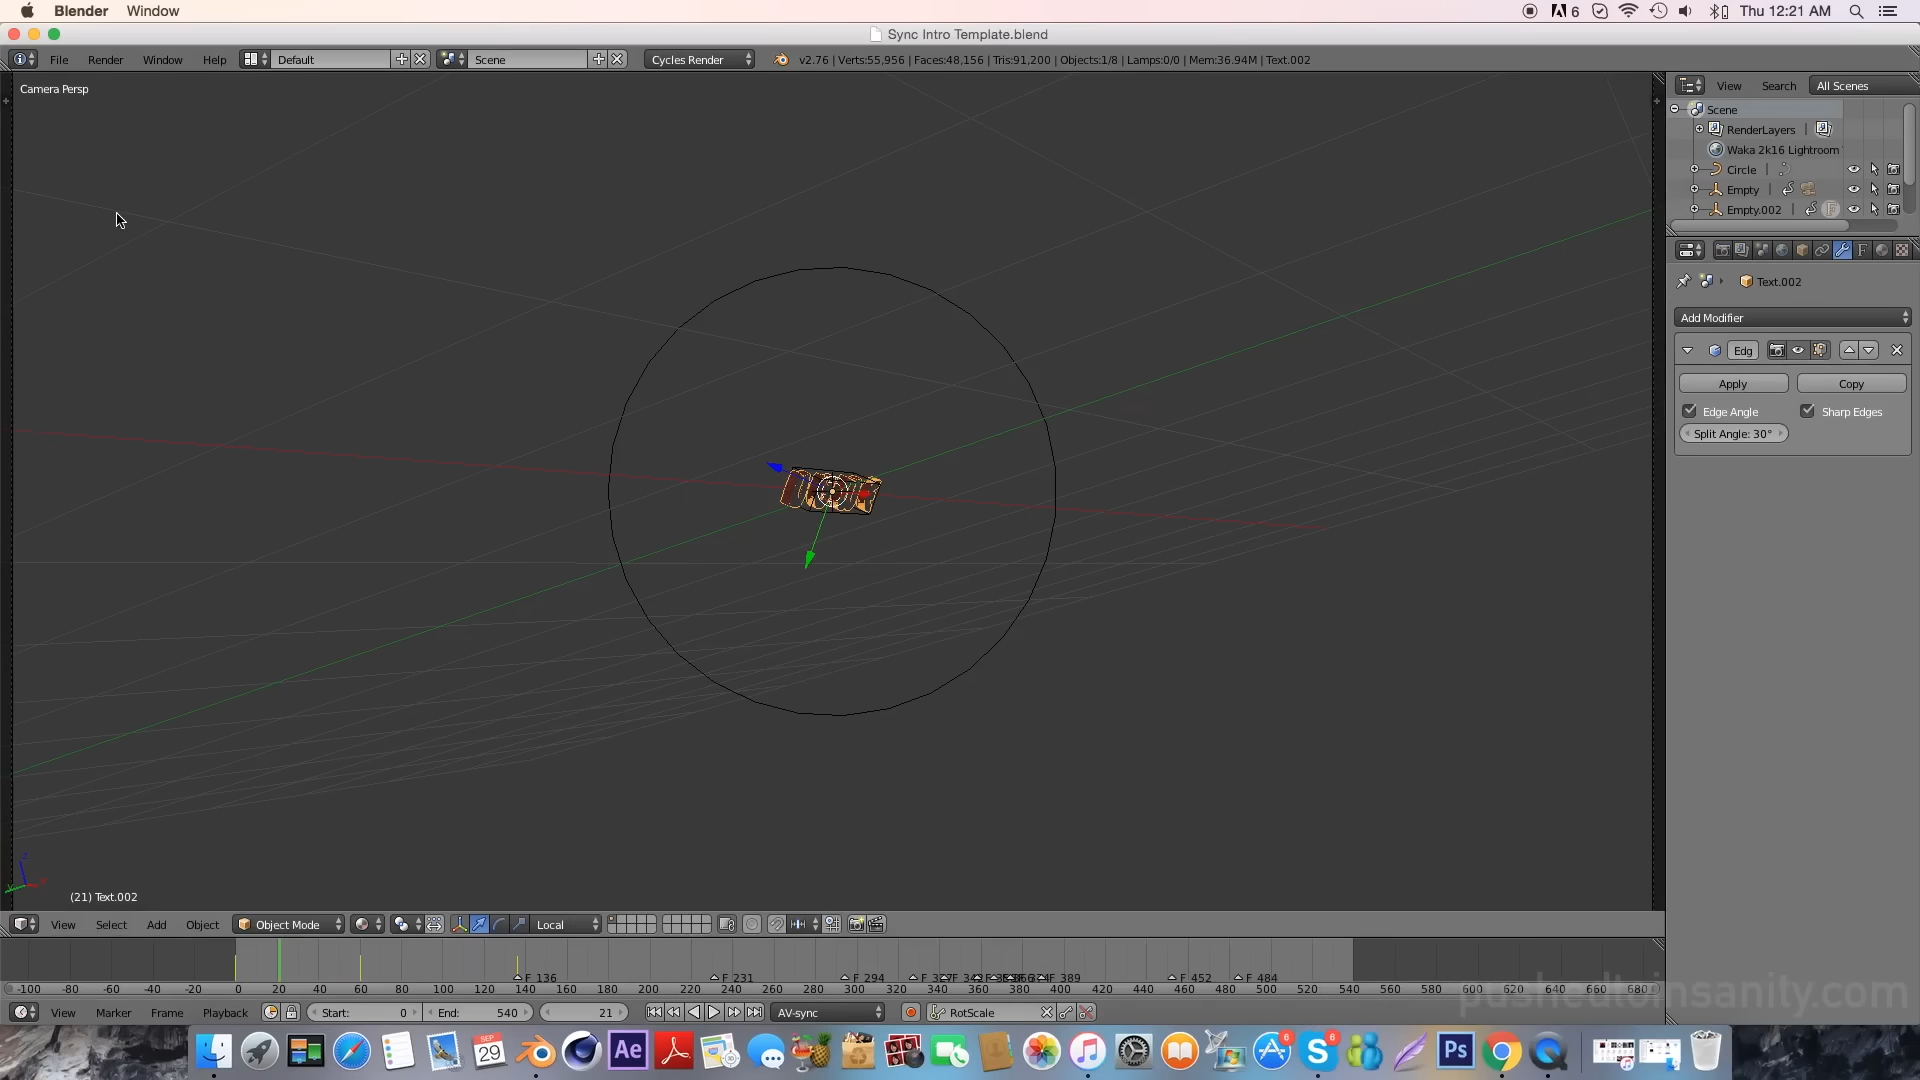 Blender Window
6 Thu 12:21 AM
Sync Intro Template.blend
File Render Window Help Default Scene Cycles Render v2.76 | Verts:55,956 | Faces:48,156 | Tris:91,200 | Objects:1/8 | Lamps:0/0 | Mem:36.94M | Text.002
Camera Persp
View Search All Scenes
Scene
RenderLayers
Waka 2k16 Lightroom
Circle
Empty
Empty.002
Text.002
Add Modifier
Edg
Apply Copy
Edge Angle Sharp Edges
Split Angle: 30°
(21) Text.002
View Select Add Object Object Mode Local
F 136 F 231 F 294 F 389 F 452 F 484
-100 -80 -60 -40 -20 0 20 40 60 80 100 120 140 160 180 200 220 240 260 280 300 320 340 360 380 400 420 440 460 480 500 520 540 560 580 600 620 640 660 680
View Marker Frame Playback Start: 0 End: 540 21 AV-sync RotScale
pushedtoinsanity.com
SEP 29 Ae 6 6 Ps